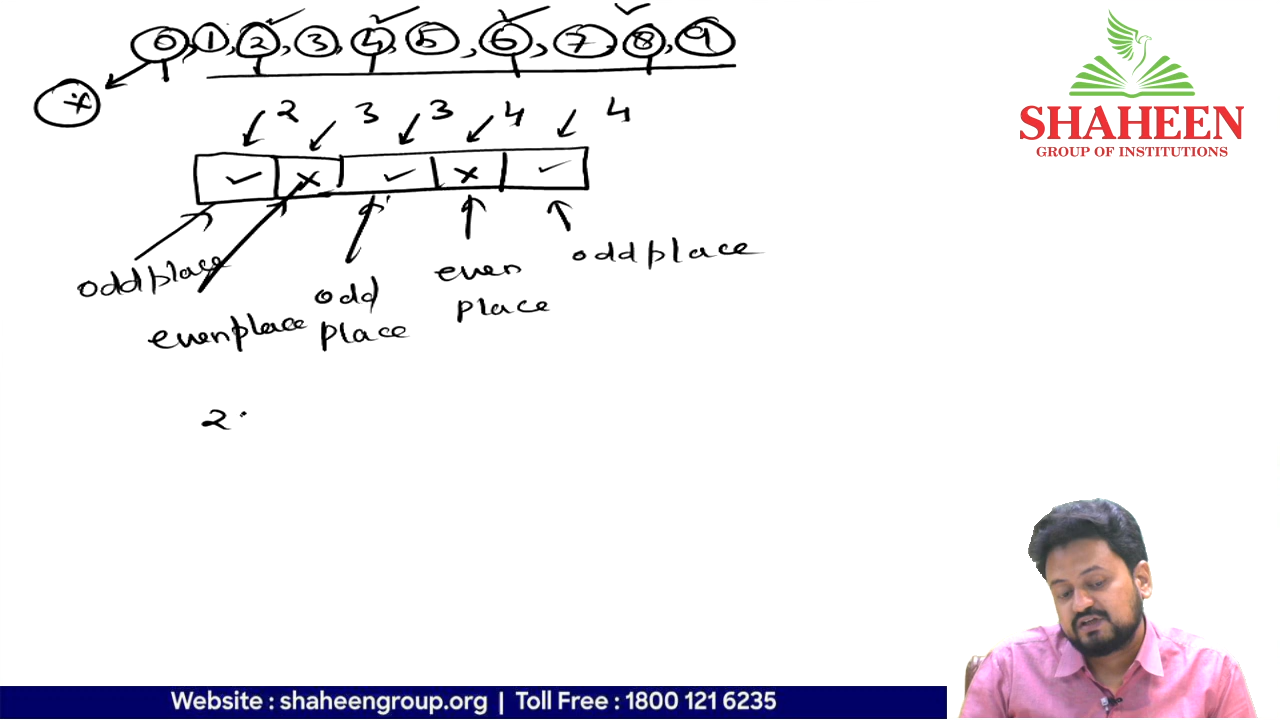 0, 1, 2, 3, 4, 5, 6, 7, 8, 9
x
2 3 3 4 4
✓ x ✓ x ✓
odd place
even place
odd place
even place
odd place
2.
SHAHEEN
GROUP OF INSTITUTIONS
Website : shaheengroup.org | Toll Free : 1800 121 6235